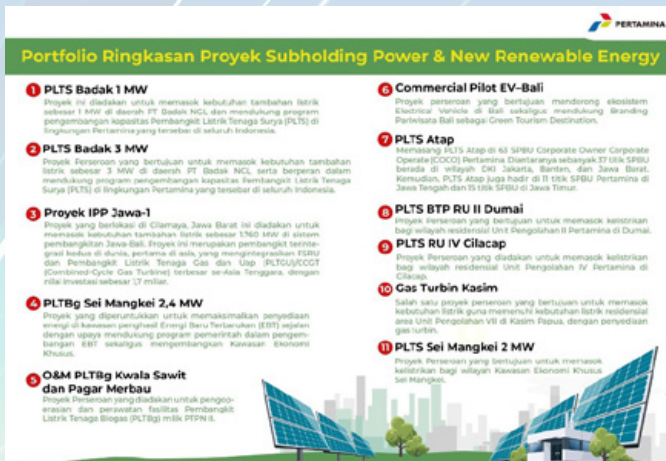 PERTAMINA
Portfolio Ringkasan Proyek Subholding Power & New Renewable Energy
1 PLTS Badak 1 MW
Proyek ini diadakan untuk memasok kebutuhan tambahan listrik
sebesar 1 MW di daerah PT Badak NGL dan mendukung program
pengembangan kapasitas Pembangkit Listrik Tenaga Surya (PLTS) di
lingkungan Pertamina yang tersebar di seluruh Indonesia.
2 PLTS Badak 3 MW
Proyek Perseroan yang bertujuan untuk memasok kebutuhan tambahan
listrik sebesar 3 MW di daerah PT Badak NGL serta berperan dalam
mendukung program pengembangan kapasitas Pembangkit Listrik Tenaga
Surya (PLTS) di lingkungan Pertamina yang tersebar di seluruh Indonesia.
3 Proyek IPP Jawa-1
Proyek yang berlokasi di Cilamaya, Jawa Barat ini diadakan untuk
memasok kebutuhan tambahan listrik sebesar 1.760 MW di sistem
pembangkitan Jawa-Bali. Proyek ini merupakan pembangkit terinte-
grasi kedua di dunia, pertama di asia, yang mengintegrasikan FSRU
dan Pembangkit Listrik Tenaga Gas dan Uap (PLTGU)/CCGT
(Combined-Cycle Gas Turbine) terbesar se-Asia Tenggara, dengan
nilai investasi sebesar 1,7 miliar.
4 PLTBg Sei Mangkei 2,4 MW
Proyek yang diperuntukkan untuk memaksimalkan penyediaan
energi di kawasan penghasil Energi Baru Terbarukan (EBT) sejalan
dengan upaya mendukung program pemerintah dalam pengem-
bangan EBT sekaligus mengembangkan Kawasan Ekonomi
Khusus.
5 O&M PLTBg Kwala Sawit
dan Pagar Merbau
Proyek Perseroan yang diadakan untuk pengoo-
erasian dan perawatan fasilitas Pembangkit
Listrik Tenaga Biogas (PLTBg) milik PTPN II.
6 Commercial Pilot EV-Bali
Proyek perseroan yang bertujuan mendorong ekosistem
Electrical Vehicle di Bali sekaligus mendukung Branding
Pariwisata Bali sebagai Green Tourism Destination.
7 PLTS Atap
Memasang PLTS Atap di 63 SPBU Corporate Owner Corporate
Operate (COCO) Pertamina. Diantaranya sebanyak 37 titik SPBU
berada di wilayah DKI Jakarta, Banten, dan Jawa Barat.
Kemudian, PLTS Atap juga hadir di 11 titik SPBU Pertamina di
Jawa Tengah dan 15 titik SPBU di Jawa Timur.
8 PLTS BTP RU II Dumai
Proyek Perseroan yang bertujuan untuk memasok kelistrikan
bagi wilayah residensial Unit Pengolahan II Pertamina di Dumai.
9 PLTS RU IV Cilacap
Proyek Perseroan yang diadakan untuk memasok kelistrikan
bagi wilayah residensial Unit Pengolahan IV Pertamina di
Cilacap.
10 Gas Turbin Kasim
Salah satu proyek perseroan yang bertujuan untuk memasok
kebutuhan listrik guna memenuhi kebutuhan listrik residensial
area Unit Pengolahan VII di Kasim Papua, dengan penyediaan
gas turbin.
11 PLTS Sei Mangkei 2 MW
Proyek Perseroan yang bertujuan untuk memasok
kelistrikan bagi wilayah Kawasan Ekonomi Khusus
Sei Mangkei.